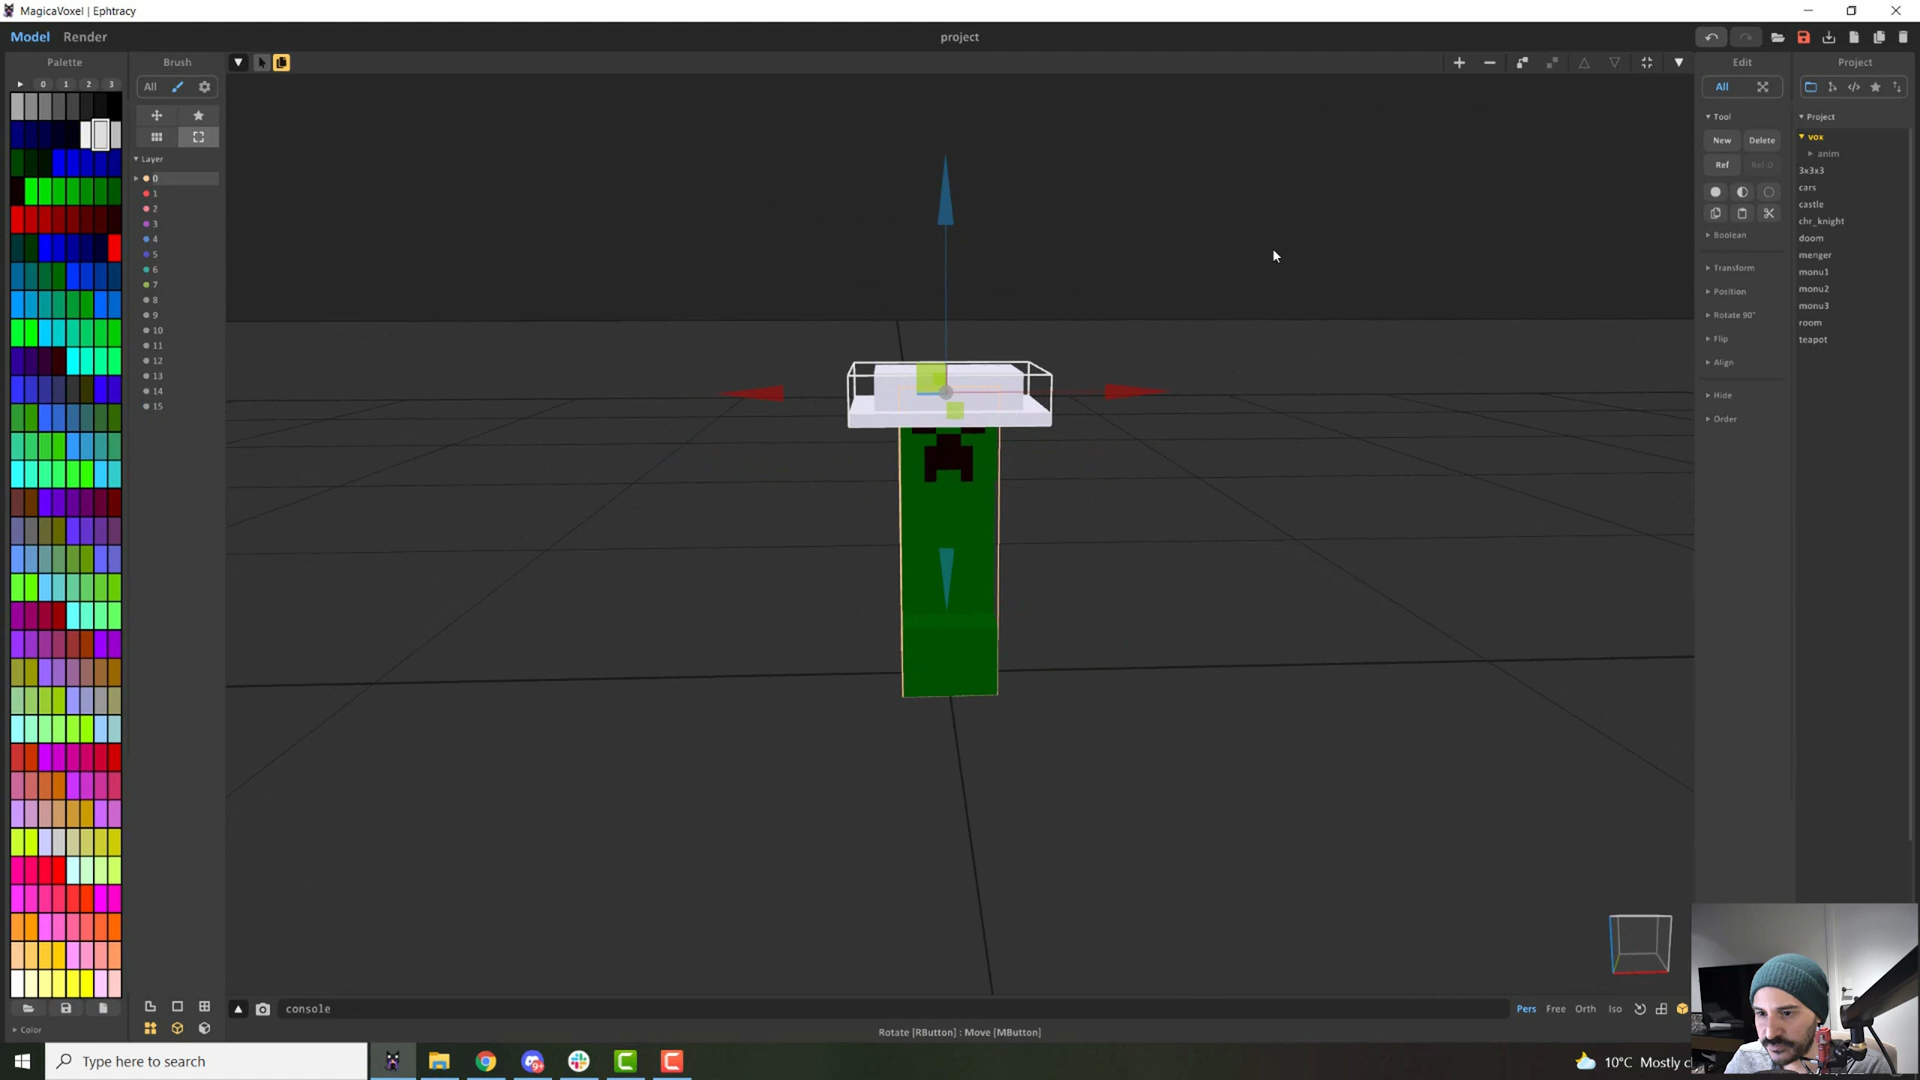 MagicaVoxel | Ephtracy
Model Render
project
Palette
Brush
Edit
Project
0 1 2 3
All
All
Layer
0
1
2
3
4
5
6
7
8
9
10
11
12
13
14
15
Tool
New Delete
Ref Ref D
Boolean
Transform
Position
Rotate 90°
Flip
Align
Hide
Order
Project
vox
anim
3x3x3
cars
castle
chr_knight
doom
menger
monu1
monu2
monu3
room
teapot
console
Pers Free Orth Iso
Color
Rotate [RButton] : Move [MButton]
Type here to search
10°C Mostly